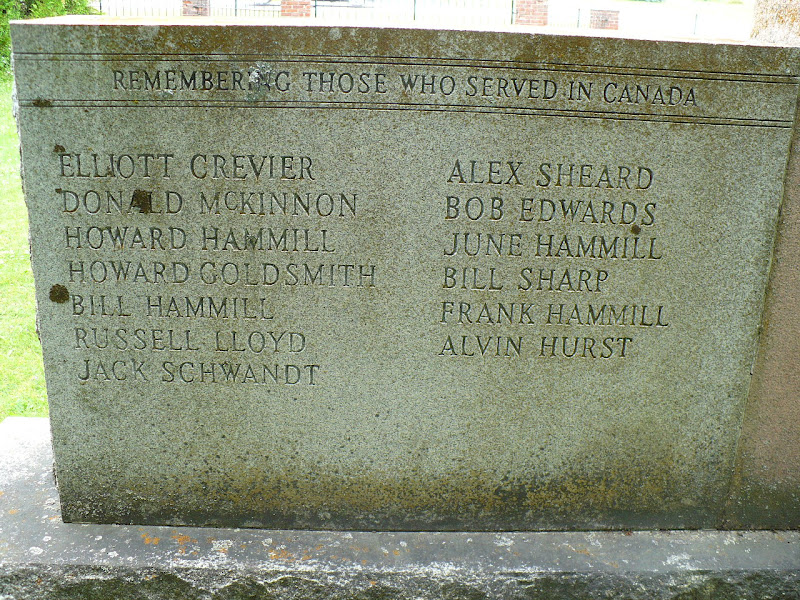 REMEMBERING THOSE WHO SERVED IN CANADA
ELLIOTT CREVIER
DONALD McKINNON
HOWARD HAMMILL
HOWARD GOLDSMITH
BILL HAMMILL
RUSSELL LLOYD
JACK SCHWANDT
ALEX SHEARD
BOB EDWARDS
JUNE HAMMILL
BILL SHARP
FRANK HAMMILL
ALVIN HURST